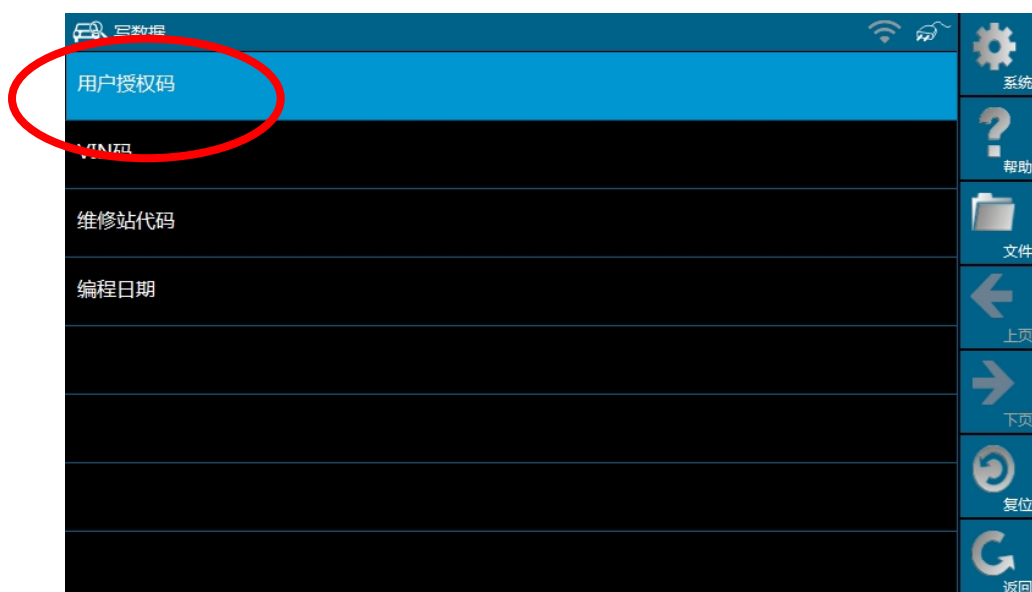 写数据
用户授权码
VIN码
维修站代码
编程日期
系统
帮助
文件
上页
下页
复位
返回